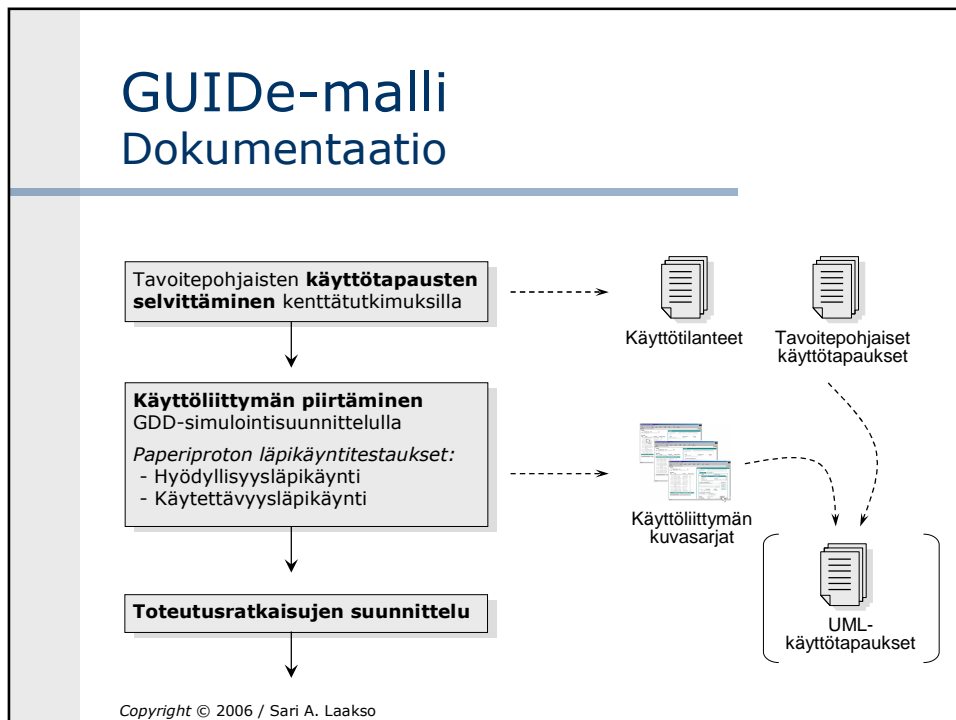 GUIDe-malli
Dokumentaatio
Tavoitepohjaisten käyttötapausten
selvittäminen kenttätutkimuksilla
Käyttötilanteet
Tavoitepohjaiset
käyttötapaukset
Käyttöliittymän piirtäminen
GDD-simulointisuunnittelulla
Paperiproton läpikäyntitestaukset:
- Hyödyllisyysläpikäynti
- Käytettävyysläpikäynti
Käyttöliittymän
kuvasarjat
Toteutusratkaisujen suunnittelu
UML-
käyttötapaukset
Copyright © 2006 / Sari A. Laakso